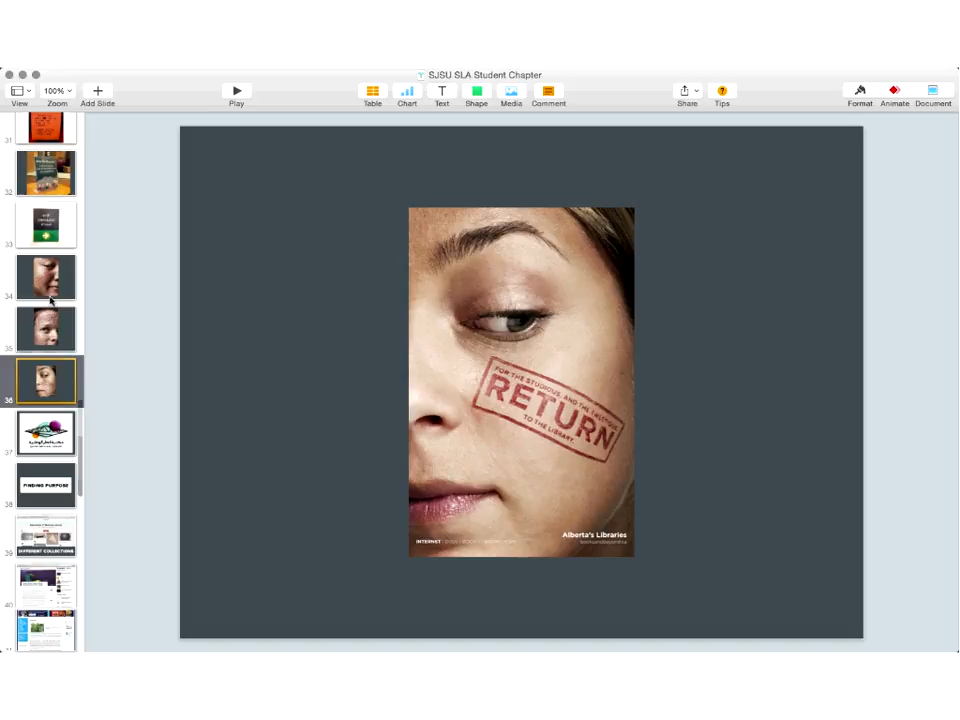 SJSU SLA Student Chapter
100%
View
Zoom
Add Slide
Play
Table
Chart
Text
Shape
Media
Comment
Share
Tips
Format
Animate
Document
31
32
33
34
35
36
37
38
39
40
FINDING PURPOSE
DIFFERENT COLLECTIONS
FOR THE STUDIOUS, AND THE
RETURN
TO THE LIBRARY.
Alberta's Libraries
INTERNET